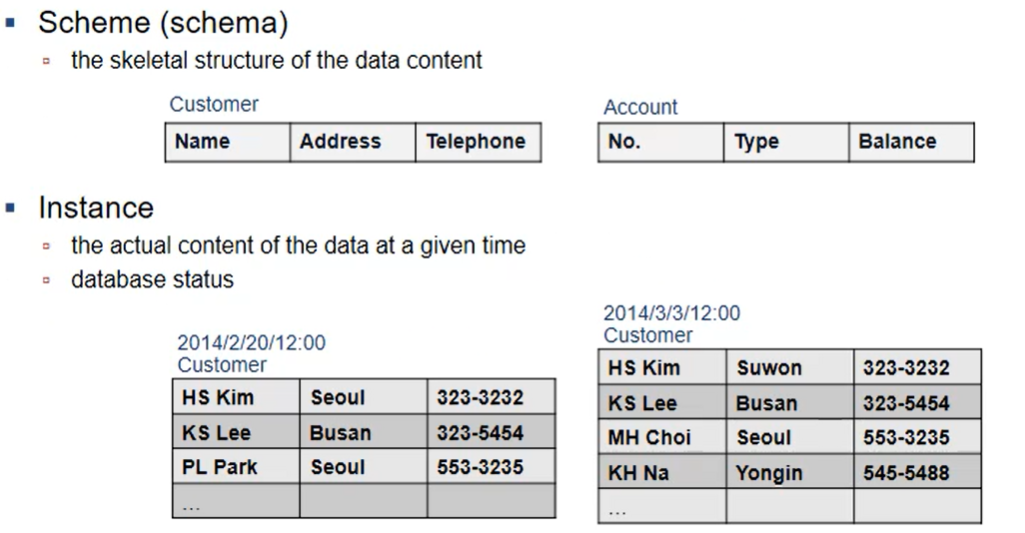 Scheme (schema)
the skeletal structure of the data content
Customer
Name Address Telephone
Account
No. Type Balance
Instance
the actual content of the data at a given time
database status
2014/2/20/12:00
Customer
HS Kim Seoul 323-3232
KS Lee Busan 323-5454
PL Park Seoul 553-3235
...
2014/3/3/12:00
Customer
HS Kim Suwon 323-3232
KS Lee Busan 323-5454
MH Choi Seoul 553-3235
KH Na Yongin 545-5488
...